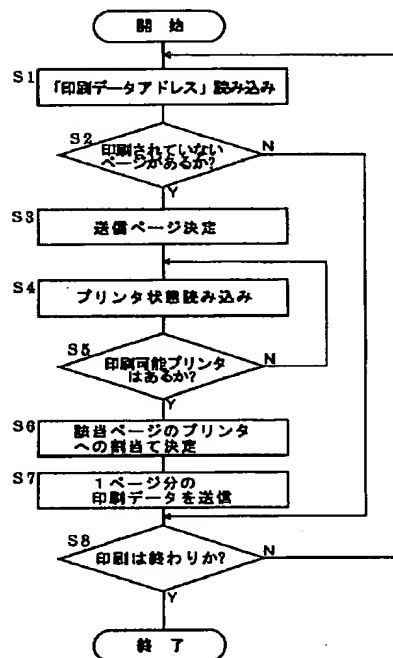 開 始
S1
「印刷データアドレス」読み込み
S2
印刷されていない
ページがあるか?
N
Y
S3
送信ページ決定
S4
プリンタ状態読み込み
S5
印刷可能プリンタ
はあるか?
N
Y
S6
該当ページのプリンタ
への割当て決定
S7
1ページ分の
印刷データを送信
S8
印刷は終わりか?
N
Y
終 了